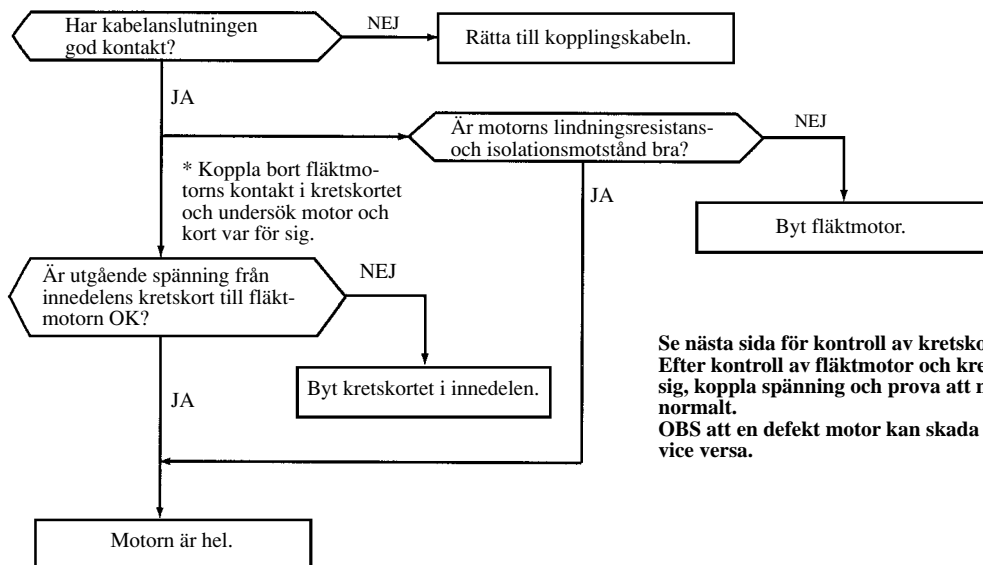 Har kabelanslutningen
god kontakt?
NEJ
Rätta till kopplingskabeln.
JA
Är motorns lindningsresistans-
och isolationsmotstånd bra?
NEJ
* Koppla bort fläktmo-
torns kontakt i kretskortet
och undersök motor och
kort var för sig.
JA
Byt fläktmotor.
Är utgående spänning från
innedelens kretskort till fläkt-
motorn OK?
NEJ
Byt kretskortet i innedelen.
JA
Se nästa sida för kontroll av
Efter kontroll av fläktmotor och
sig, koppla spänning och prova att
normalt.
OBS att en defekt motor kan skada
vice versa.
Motorn är hel.